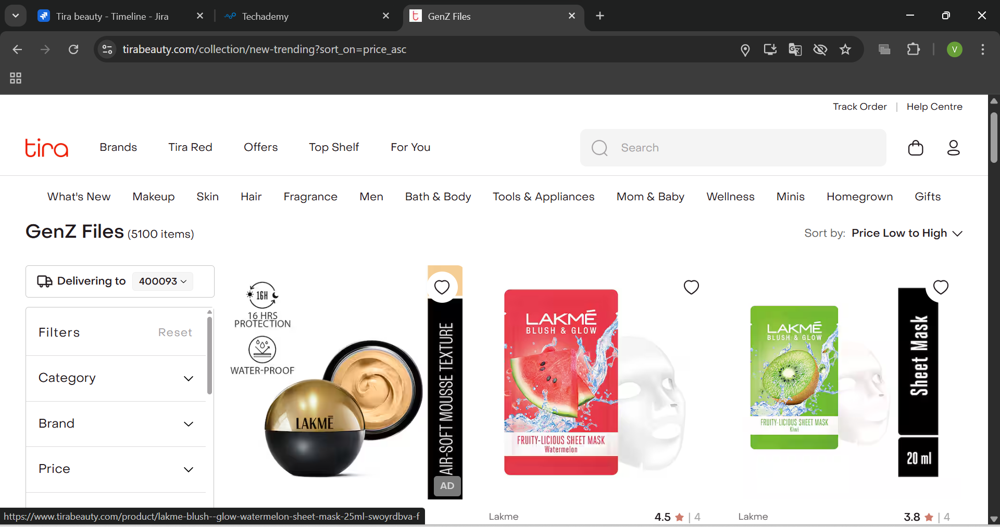 Tira beauty - Timeline - Jira
Techademy
GenZ Files
tirabeauty.com/collection/new-trending?sort_on=price_asc
V
Track Order | Help Centre
tira
Brands
Tira Red
Offers
Top Shelf
For You
Search
What's New
Makeup
Skin
Hair
Fragrance
Men
Bath & Body
Tools & Appliances
Mom & Baby
Wellness
Minis
Homegrown
Gifts
GenZ Files (5100 items)
Sort by: Price Low to High
Delivering to 400093
Filters
Reset
Category
Brand
Price
16H
16 HRS
PROTECTION
WATER-PROOF
LAKMĒ
AIR-SOFT MOUSSE TEXTURE
AD
LAKMÉ
BLUSH & GLOW
FRUITY-LICIOUS SHEET MASK
Watermelon
LAKMÉ
BLUSH & GLOW
FRUITY-LICIOUS SHEET MASK
Kiwi
Sheet Mask
20 ml
Lakme
4.5 ★ | 4
Lakme
3.8 ★ | 4
https://www.tirabeauty.com/product/lakme-blush--glow-watermelon-sheet-mask-25ml-swoyrdbva-f